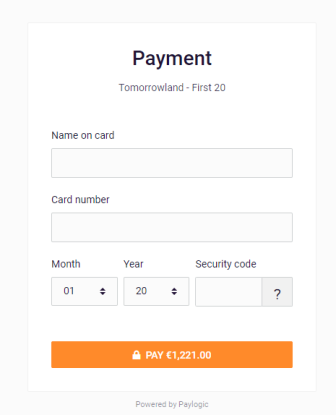 Payment
Tomorrowland - First 20
Name on card
Card number
Month Year Security code
01 20 ?
PAY €1,221.00
Powered by Paylogic